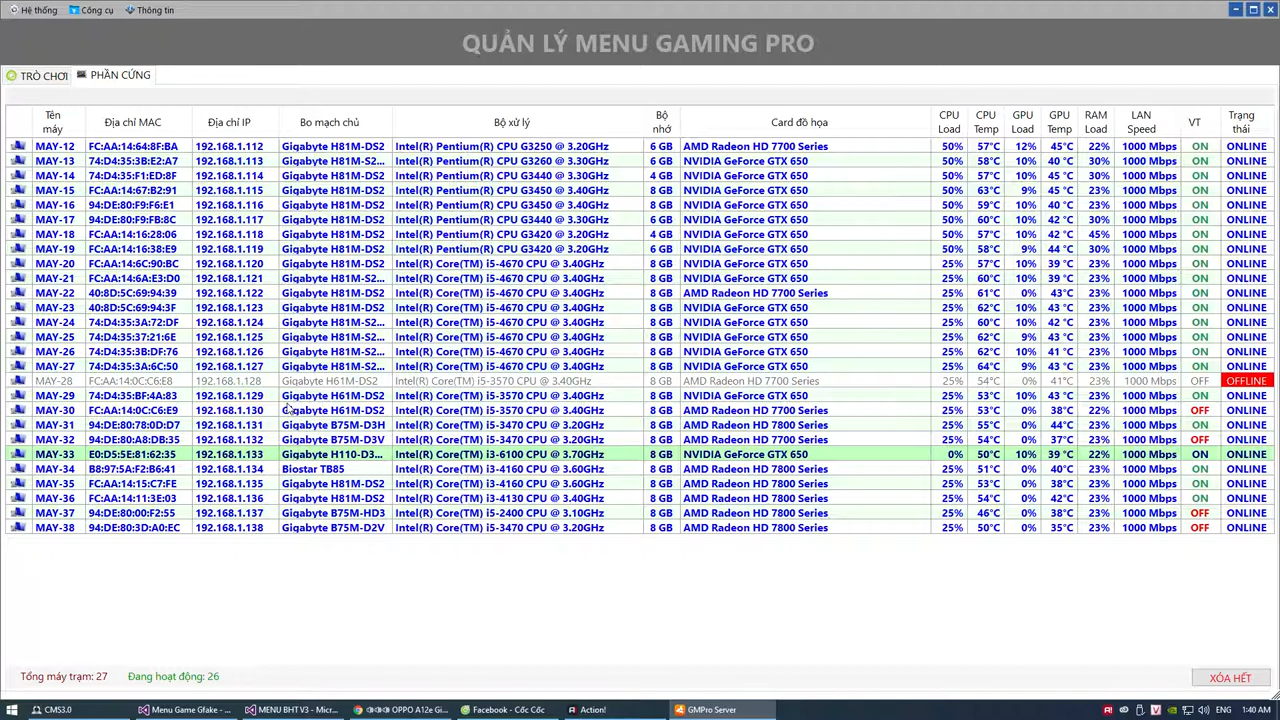 Hệ thống Công cụ Thông tin
QUẢN LÝ MENU GAMING PRO
TRÒ CHƠI PHẦN CỨNG
Tên máy Địa chỉ MAC Địa chỉ IP Bo mạch chủ Bộ xử lý Bộ nhớ Card đồ họa CPU Load CPU Temp GPU Load GPU Temp RAM Load LAN Speed VT Trạng thái
MAY-12 FC:AA:14:64:8F:BA 192.168.1.112 Gigabyte H81M-DS2 Intel(R) Pentium(R) CPU G3250 @ 3.20GHz 6 GB AMD Radeon HD 7700 Series 50% 57°C 12% 45°C 22% 1000 Mbps ON ONLINE
MAY-13 74:D4:35:3B:E2:A7 192.168.1.113 Gigabyte H81M-S2... Intel(R) Pentium(R) CPU G3260 @ 3.30GHz 6 GB NVIDIA GeForce GTX 650 50% 58°C 10% 40 °C 30% 1000 Mbps ON ONLINE
MAY-14 74:D4:35:F1:ED:8F 192.168.1.114 Gigabyte H81M-DS2 Intel(R) Pentium(R) CPU G3440 @ 3.30GHz 4 GB NVIDIA GeForce GTX 650 50% 57°C 10% 45 °C 30% 1000 Mbps ON ONLINE
MAY-15 FC:AA:14:67:B2:91 192.168.1.115 Gigabyte H81M-DS2 Intel(R) Pentium(R) CPU G3450 @ 3.40GHz 8 GB NVIDIA GeForce GTX 650 50% 63°C 9% 45 °C 23% 1000 Mbps ON ONLINE
MAY-16 94:DE:80:F9:F6:E1 192.168.1.116 Gigabyte H81M-DS2 Intel(R) Pentium(R) CPU G3450 @ 3.40GHz 8 GB NVIDIA GeForce GTX 650 50% 59°C 10% 40 °C 23% 1000 Mbps ON ONLINE
MAY-17 94:DE:80:F9:FB:8C 192.168.1.117 Gigabyte H81M-DS2 Intel(R) Pentium(R) CPU G3440 @ 3.30GHz 6 GB NVIDIA GeForce GTX 650 50% 60°C 10% 42 °C 30% 1000 Mbps ON ONLINE
MAY-18 FC:AA:14:16:28:06 192.168.1.118 Gigabyte H81M-DS2 Intel(R) Pentium(R) CPU G3420 @ 3.20GHz 4 GB NVIDIA GeForce GTX 650 50% 57°C 10% 42 °C 45% 1000 Mbps ON ONLINE
MAY-19 FC:AA:14:16:38:E9 192.168.1.119 Gigabyte H81M-DS2 Intel(R) Pentium(R) CPU G3420 @ 3.20GHz 6 GB NVIDIA GeForce GTX 650 50% 58°C 9% 44 °C 30% 1000 Mbps ON ONLINE
MAY-20 FC:AA:14:6C:90:BC 192.168.1.120 Gigabyte H81M-DS2 Intel(R) Core(TM) i5-4670 CPU @ 3.40GHz 8 GB NVIDIA GeForce GTX 650 25% 57°C 10% 39 °C 23% 1000 Mbps ON ONLINE
MAY-21 FC:AA:14:6A:E3:D0 192.168.1.121 Gigabyte H81M-S2... Intel(R) Core(TM) i5-4670 CPU @ 3.40GHz 8 GB NVIDIA GeForce GTX 650 25% 60°C 10% 39 °C 23% 1000 Mbps ON ONLINE
MAY-22 40:8D:5C:69:94:39 192.168.1.122 Gigabyte H81M-DS2 Intel(R) Core(TM) i5-4670 CPU @ 3.40GHz 8 GB AMD Radeon HD 7700 Series 25% 61°C 0% 43°C 23% 1000 Mbps ON ONLINE
MAY-23 40:8D:5C:69:94:3F 192.168.1.123 Gigabyte H81M-DS2 Intel(R) Core(TM) i5-4670 CPU @ 3.40GHz 8 GB NVIDIA GeForce GTX 650 25% 62°C 10% 43 °C 23% 1000 Mbps ON ONLINE
MAY-24 74:D4:35:3A:72:DF 192.168.1.124 Gigabyte H81M-S2... Intel(R) Core(TM) i5-4670 CPU @ 3.40GHz 8 GB NVIDIA GeForce GTX 650 25% 60°C 10% 42 °C 23% 1000 Mbps ON ONLINE
MAY-25 74:D4:35:37:21:6E 192.168.1.125 Gigabyte H81M-S2... Intel(R) Core(TM) i5-4670 CPU @ 3.40GHz 8 GB NVIDIA GeForce GTX 650 25% 62°C 9% 43 °C 23% 1000 Mbps ON ONLINE
MAY-26 74:D4:35:3B:DF:76 192.168.1.126 Gigabyte H81M-S2... Intel(R) Core(TM) i5-4670 CPU @ 3.40GHz 8 GB NVIDIA GeForce GTX 650 25% 62°C 10% 41 °C 23% 1000 Mbps ON ONLINE
MAY-27 74:D4:35:3A:6C:50 192.168.1.127 Gigabyte H81M-S2... Intel(R) Core(TM) i5-4670 CPU @ 3.40GHz 8 GB NVIDIA GeForce GTX 650 25% 64°C 9% 43 °C 23% 1000 Mbps ON ONLINE
MAY-28 FC:AA:14:0C:C6:E8 192.168.1.128 Gigabyte H61M-DS2 Intel(R) Core(TM) i5-3570 CPU @ 3.40GHz 8 GB AMD Radeon HD 7700 Series 25% 54°C 0% 41°C 23% 1000 Mbps OFF OFFLINE
MAY-29 74:D4:35:BF:4A:83 192.168.1.129 Gigabyte H61M-DS2 Intel(R) Core(TM) i5-3570 CPU @ 3.40GHz 8 GB NVIDIA GeForce GTX 650 25% 53°C 10% 43 °C 23% 1000 Mbps ON ONLINE
MAY-30 FC:AA:14:0C:C6:E9 192.168.1.130 Gigabyte H61M-DS2 Intel(R) Core(TM) i5-3570 CPU @ 3.40GHz 8 GB AMD Radeon HD 7700 Series 25% 53°C 0% 38°C 22% 1000 Mbps OFF ONLINE
MAY-31 94:DE:80:78:0D:D7 192.168.1.131 Gigabyte B75M-D3H Intel(R) Core(TM) i5-3470 CPU @ 3.20GHz 8 GB AMD Radeon HD 7800 Series 25% 55°C 0% 44°C 23% 1000 Mbps ON ONLINE
MAY-32 94:DE:80:A8:DB:35 192.168.1.132 Gigabyte B75M-D3V Intel(R) Core(TM) i5-3470 CPU @ 3.20GHz 8 GB AMD Radeon HD 7700 Series 25% 54°C 0% 37°C 23% 1000 Mbps OFF ONLINE
MAY-33 E0:D5:5E:81:62:35 192.168.1.133 Gigabyte H110-D3... Intel(R) Core(TM) i3-6100 CPU @ 3.70GHz 8 GB NVIDIA GeForce GTX 650 0% 50°C 10% 39 °C 22% 1000 Mbps ON ONLINE
MAY-34 B8:97:5A:F2:B6:41 192.168.1.134 Biostar TB85 Intel(R) Core(TM) i3-4160 CPU @ 3.60GHz 8 GB AMD Radeon HD 7800 Series 25% 51°C 0% 40°C 23% 1000 Mbps ON ONLINE
MAY-35 FC:AA:14:15:C7:FE 192.168.1.135 Gigabyte H81M-DS2 Intel(R) Core(TM) i3-4160 CPU @ 3.60GHz 8 GB AMD Radeon HD 7800 Series 25% 53°C 0% 38°C 23% 1000 Mbps ON ONLINE
MAY-36 FC:AA:14:11:3E:03 192.168.1.136 Gigabyte H81M-DS2 Intel(R) Core(TM) i3-4130 CPU @ 3.40GHz 8 GB AMD Radeon HD 7800 Series 25% 54°C 0% 42°C 23% 1000 Mbps ON ONLINE
MAY-37 94:DE:80:00:F2:55 192.168.1.137 Gigabyte B75M-HD3 Intel(R) Core(TM) i5-2400 CPU @ 3.10GHz 8 GB AMD Radeon HD 7800 Series 25% 46°C 0% 38°C 23% 1000 Mbps OFF ONLINE
MAY-38 94:DE:80:3D:A0:EC 192.168.1.138 Gigabyte B75M-D2V Intel(R) Core(TM) i5-3470 CPU @ 3.20GHz 8 GB AMD Radeon HD 7800 Series 25% 50°C 0% 35°C 23% 1000 Mbps OFF ONLINE
Tổng máy trạm: 27 Đang hoạt động: 26 XÓA HẾT
CMS3.0 Menu Game Gfake - ... MENU BHT V3 - Micr... OPPO A12e Gi... Facebook - Cốc Cốc Action! GMPro Server ENG 1:40 AM